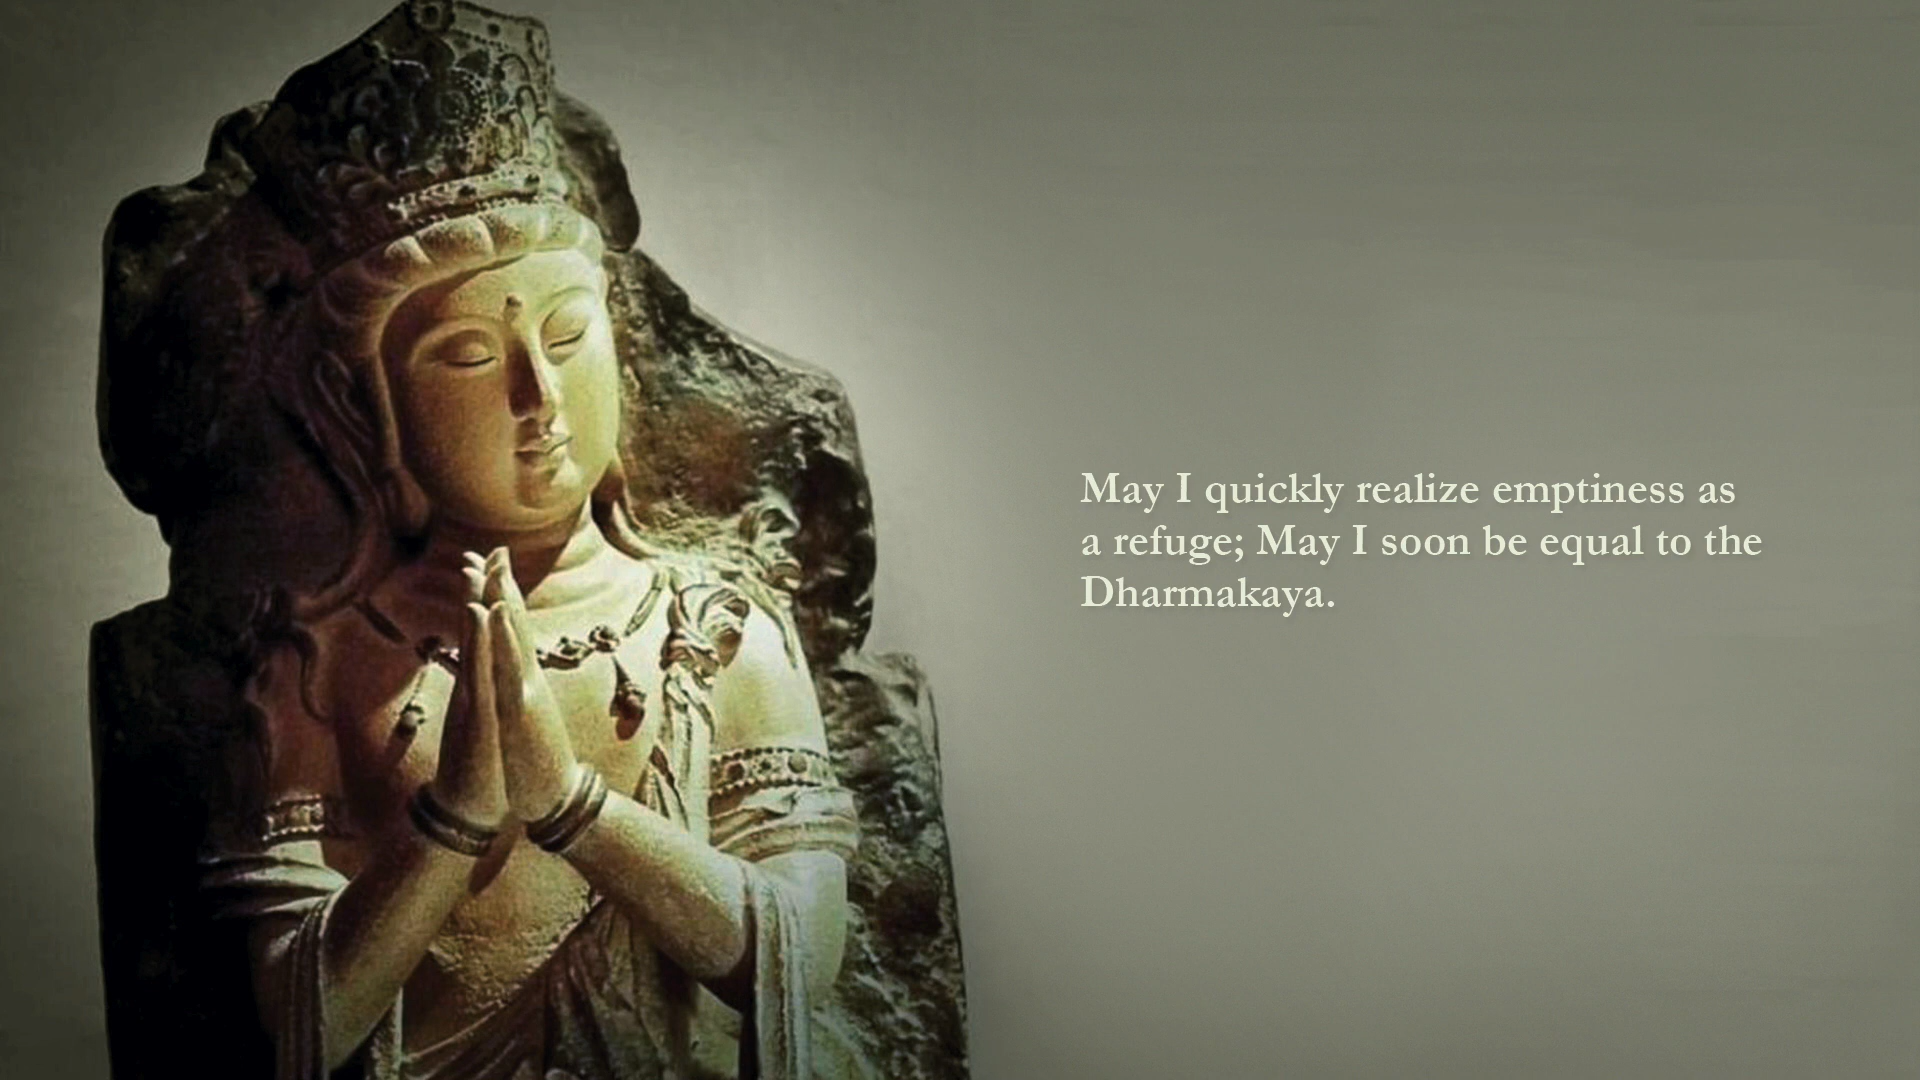 May I quickly realize emptiness as
a refuge; May I soon be equal to the
Dharmakaya.